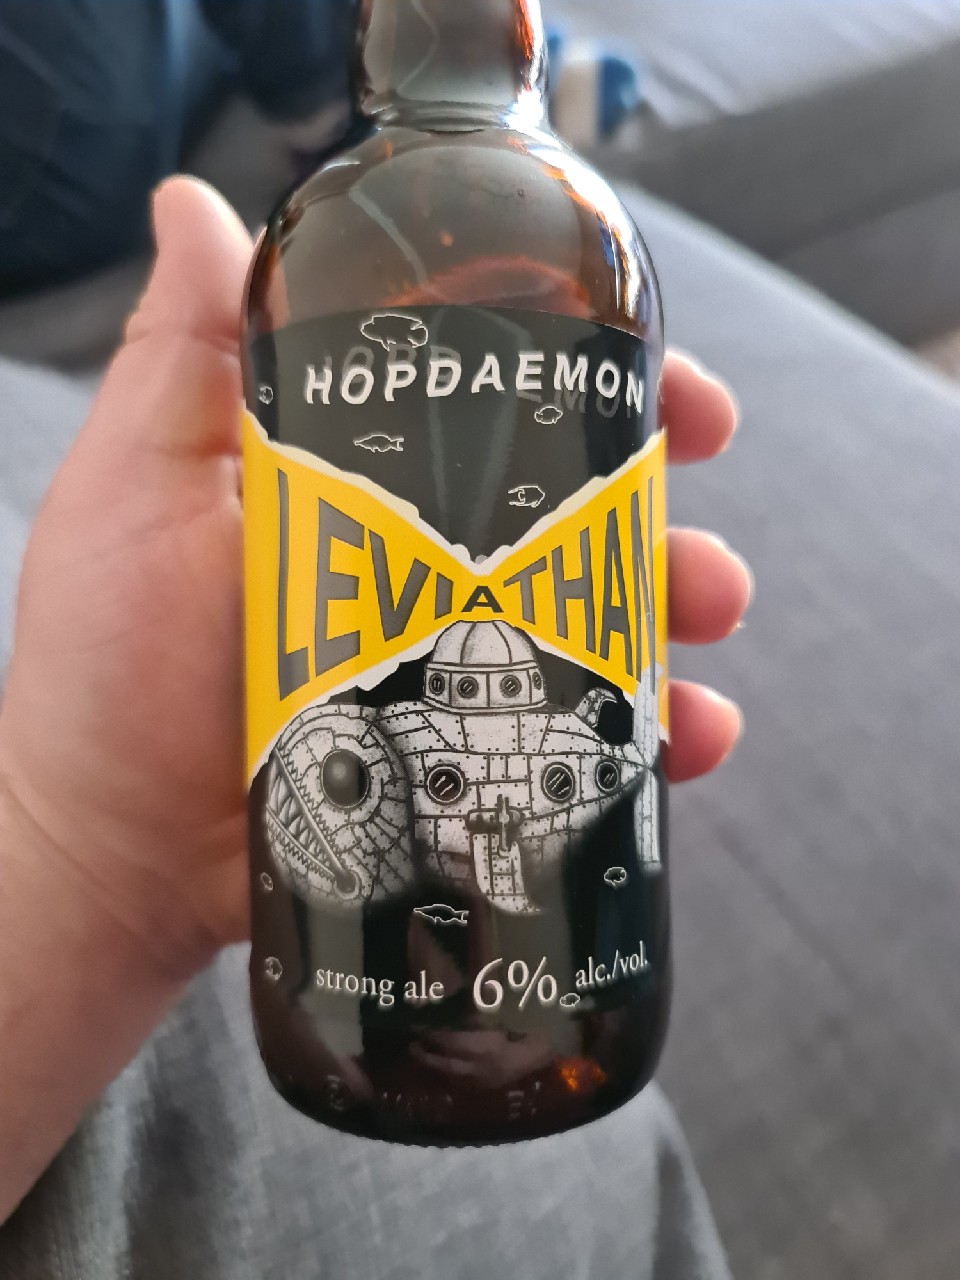 HOPDAEMON
LEVIATHAN
strong ale 6% alc./vol.